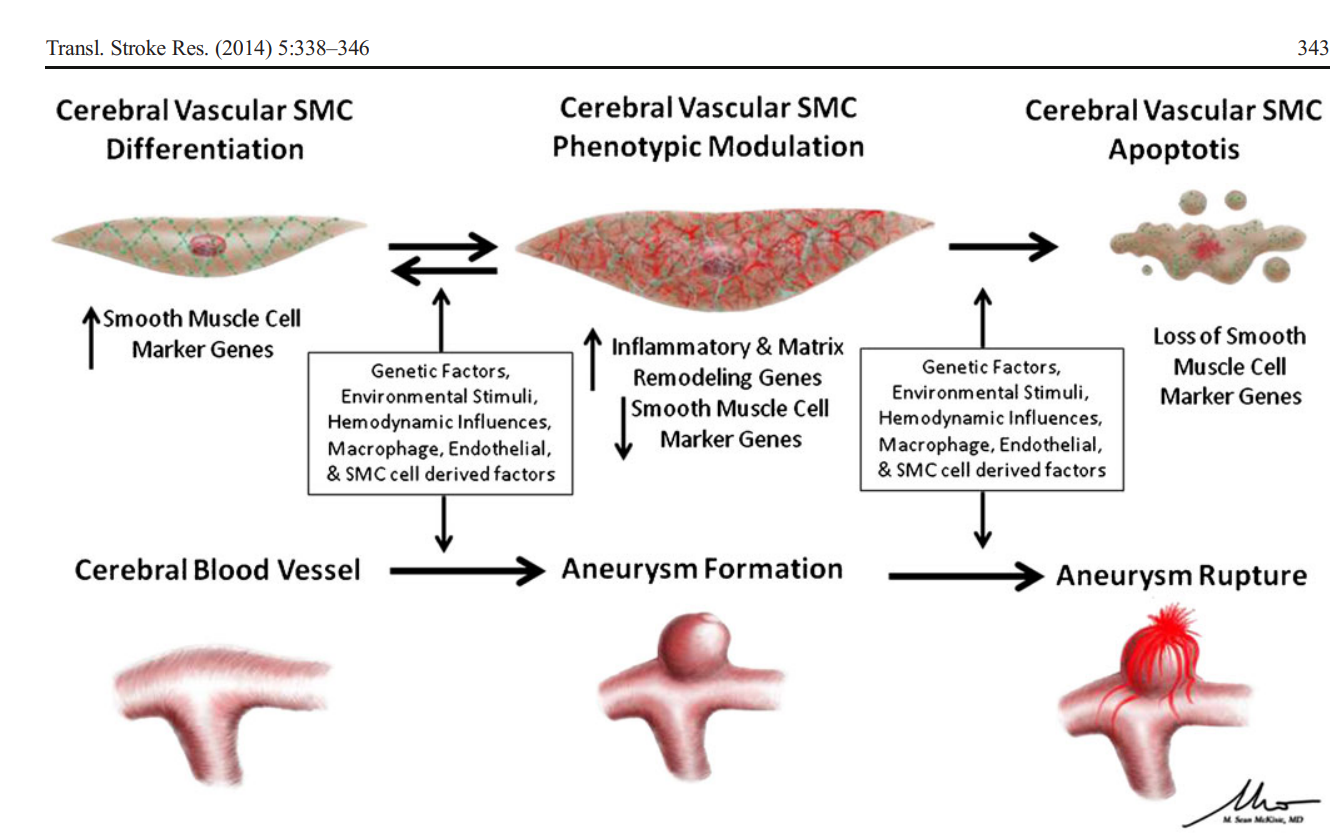 Transl. Stroke Res. (2014) 5:338–346
343
Cerebral Vascular SMC
Differentiation
Cerebral Vascular SMC
Phenotypic Modulation
Cerebral Vascular SMC
Apoptotis
Smooth Muscle Cell
Marker Genes
Genetic Factors,
Environmental Stimuli,
Hemodynamic Influences,
Macrophage, Endothelial,
& SMC cell derived factors
Inflammatory & Matrix
Remodeling Genes
Smooth Muscle Cell
Marker Genes
Genetic Factors,
Environmental Stimuli,
Hemodynamic Influences,
Macrophage, Endothelial,
& SMC cell derived factors
Loss of Smooth
Muscle Cell
Marker Genes
Cerebral Blood Vessel
Aneurysm Formation
Aneurysm Rupture
M. Sean McKisic, MD